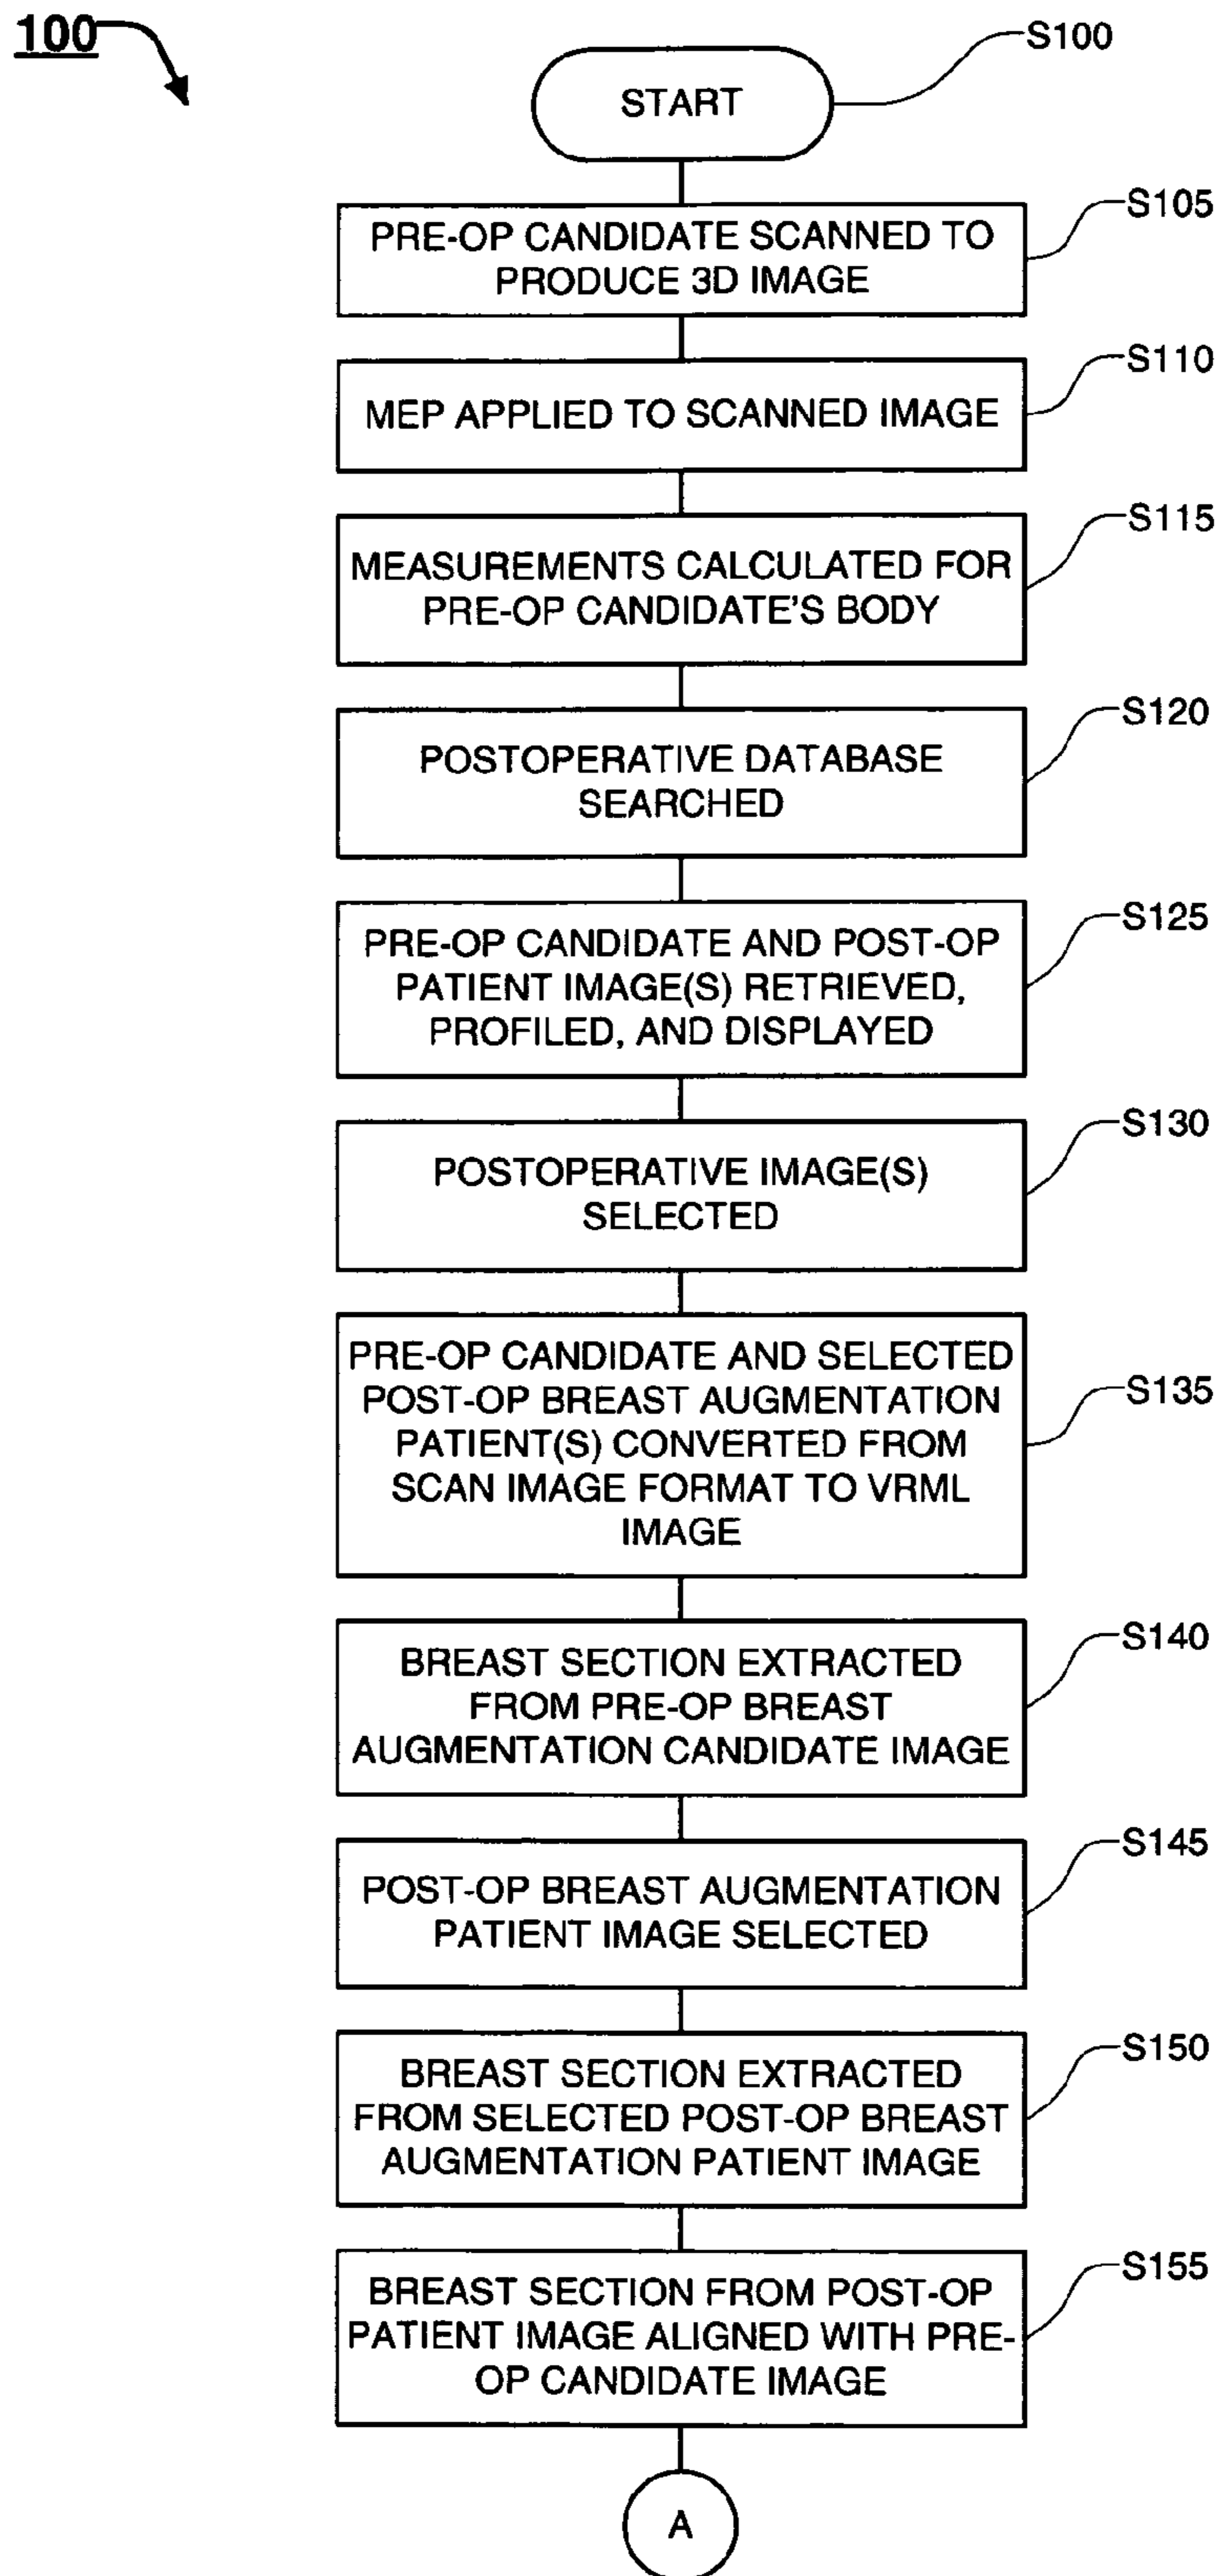 100
S100
START
S105
PRE-OP CANDIDATE SCANNED TO
PRODUCE 3D IMAGE
S110
MEP APPLIED TO SCANNED IMAGE
S115
MEASUREMENTS CALCULATED FOR
PRE-OP CANDIDATE'S BODY
S120
POSTOPERATIVE DATABASE
SEARCHED
S125
PRE-OP CANDIDATE AND POST-OP
PATIENT IMAGE(S) RETRIEVED,
PROFILED, AND DISPLAYED
S130
POSTOPERATIVE IMAGE(S)
SELECTED
S135
PRE-OP CANDIDATE AND SELECTED
POST-OP BREAST AUGMENTATION
PATIENT(S) CONVERTED FROM
SCAN IMAGE FORMAT TO VRML
IMAGE
S140
BREAST SECTION EXTRACTED
FROM PRE-OP BREAST
AUGMENTATION CANDIDATE IMAGE
S145
POST-OP BREAST AUGMENTATION
PATIENT IMAGE SELECTED
S150
BREAST SECTION EXTRACTED
FROM SELECTED POST-OP BREAST
AUGMENTATION PATIENT IMAGE
S155
BREAST SECTION FROM POST-OP
PATIENT IMAGE ALIGNED WITH PRE-
OP CANDIDATE IMAGE
A